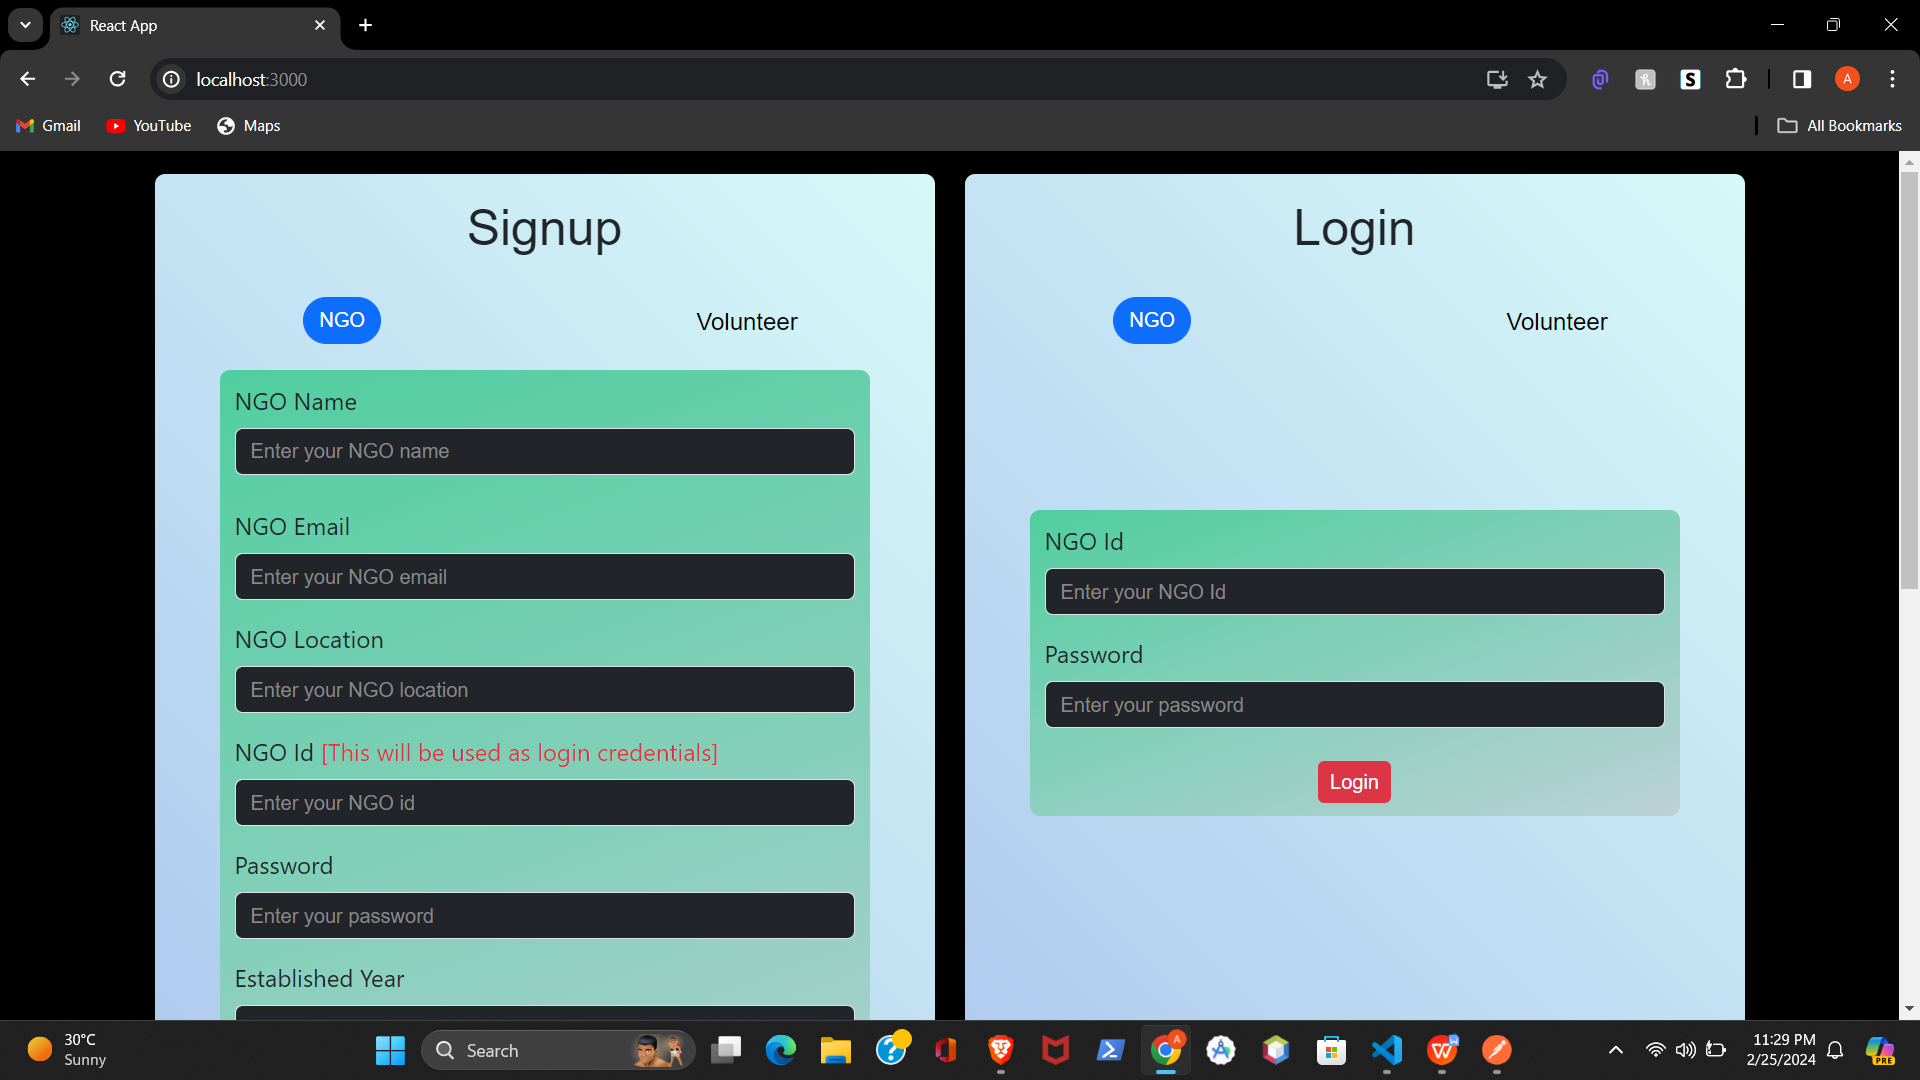 React App
localhost:3000
A
Gmail
YouTube
Maps
All Bookmarks
Signup
NGO
Volunteer
NGO Name
Enter your NGO name
NGO Email
Enter your NGO email
NGO Location
Enter your NGO location
NGO Id [This will be used as login credentials]
Enter your NGO id
Password
Enter your password
Established Year
Login
NGO
Volunteer
NGO Id
Enter your NGO Id
Password
Enter your password
Login
30°C
Sunny
Search
A
W
PRE
11:29 PM
2/25/2024